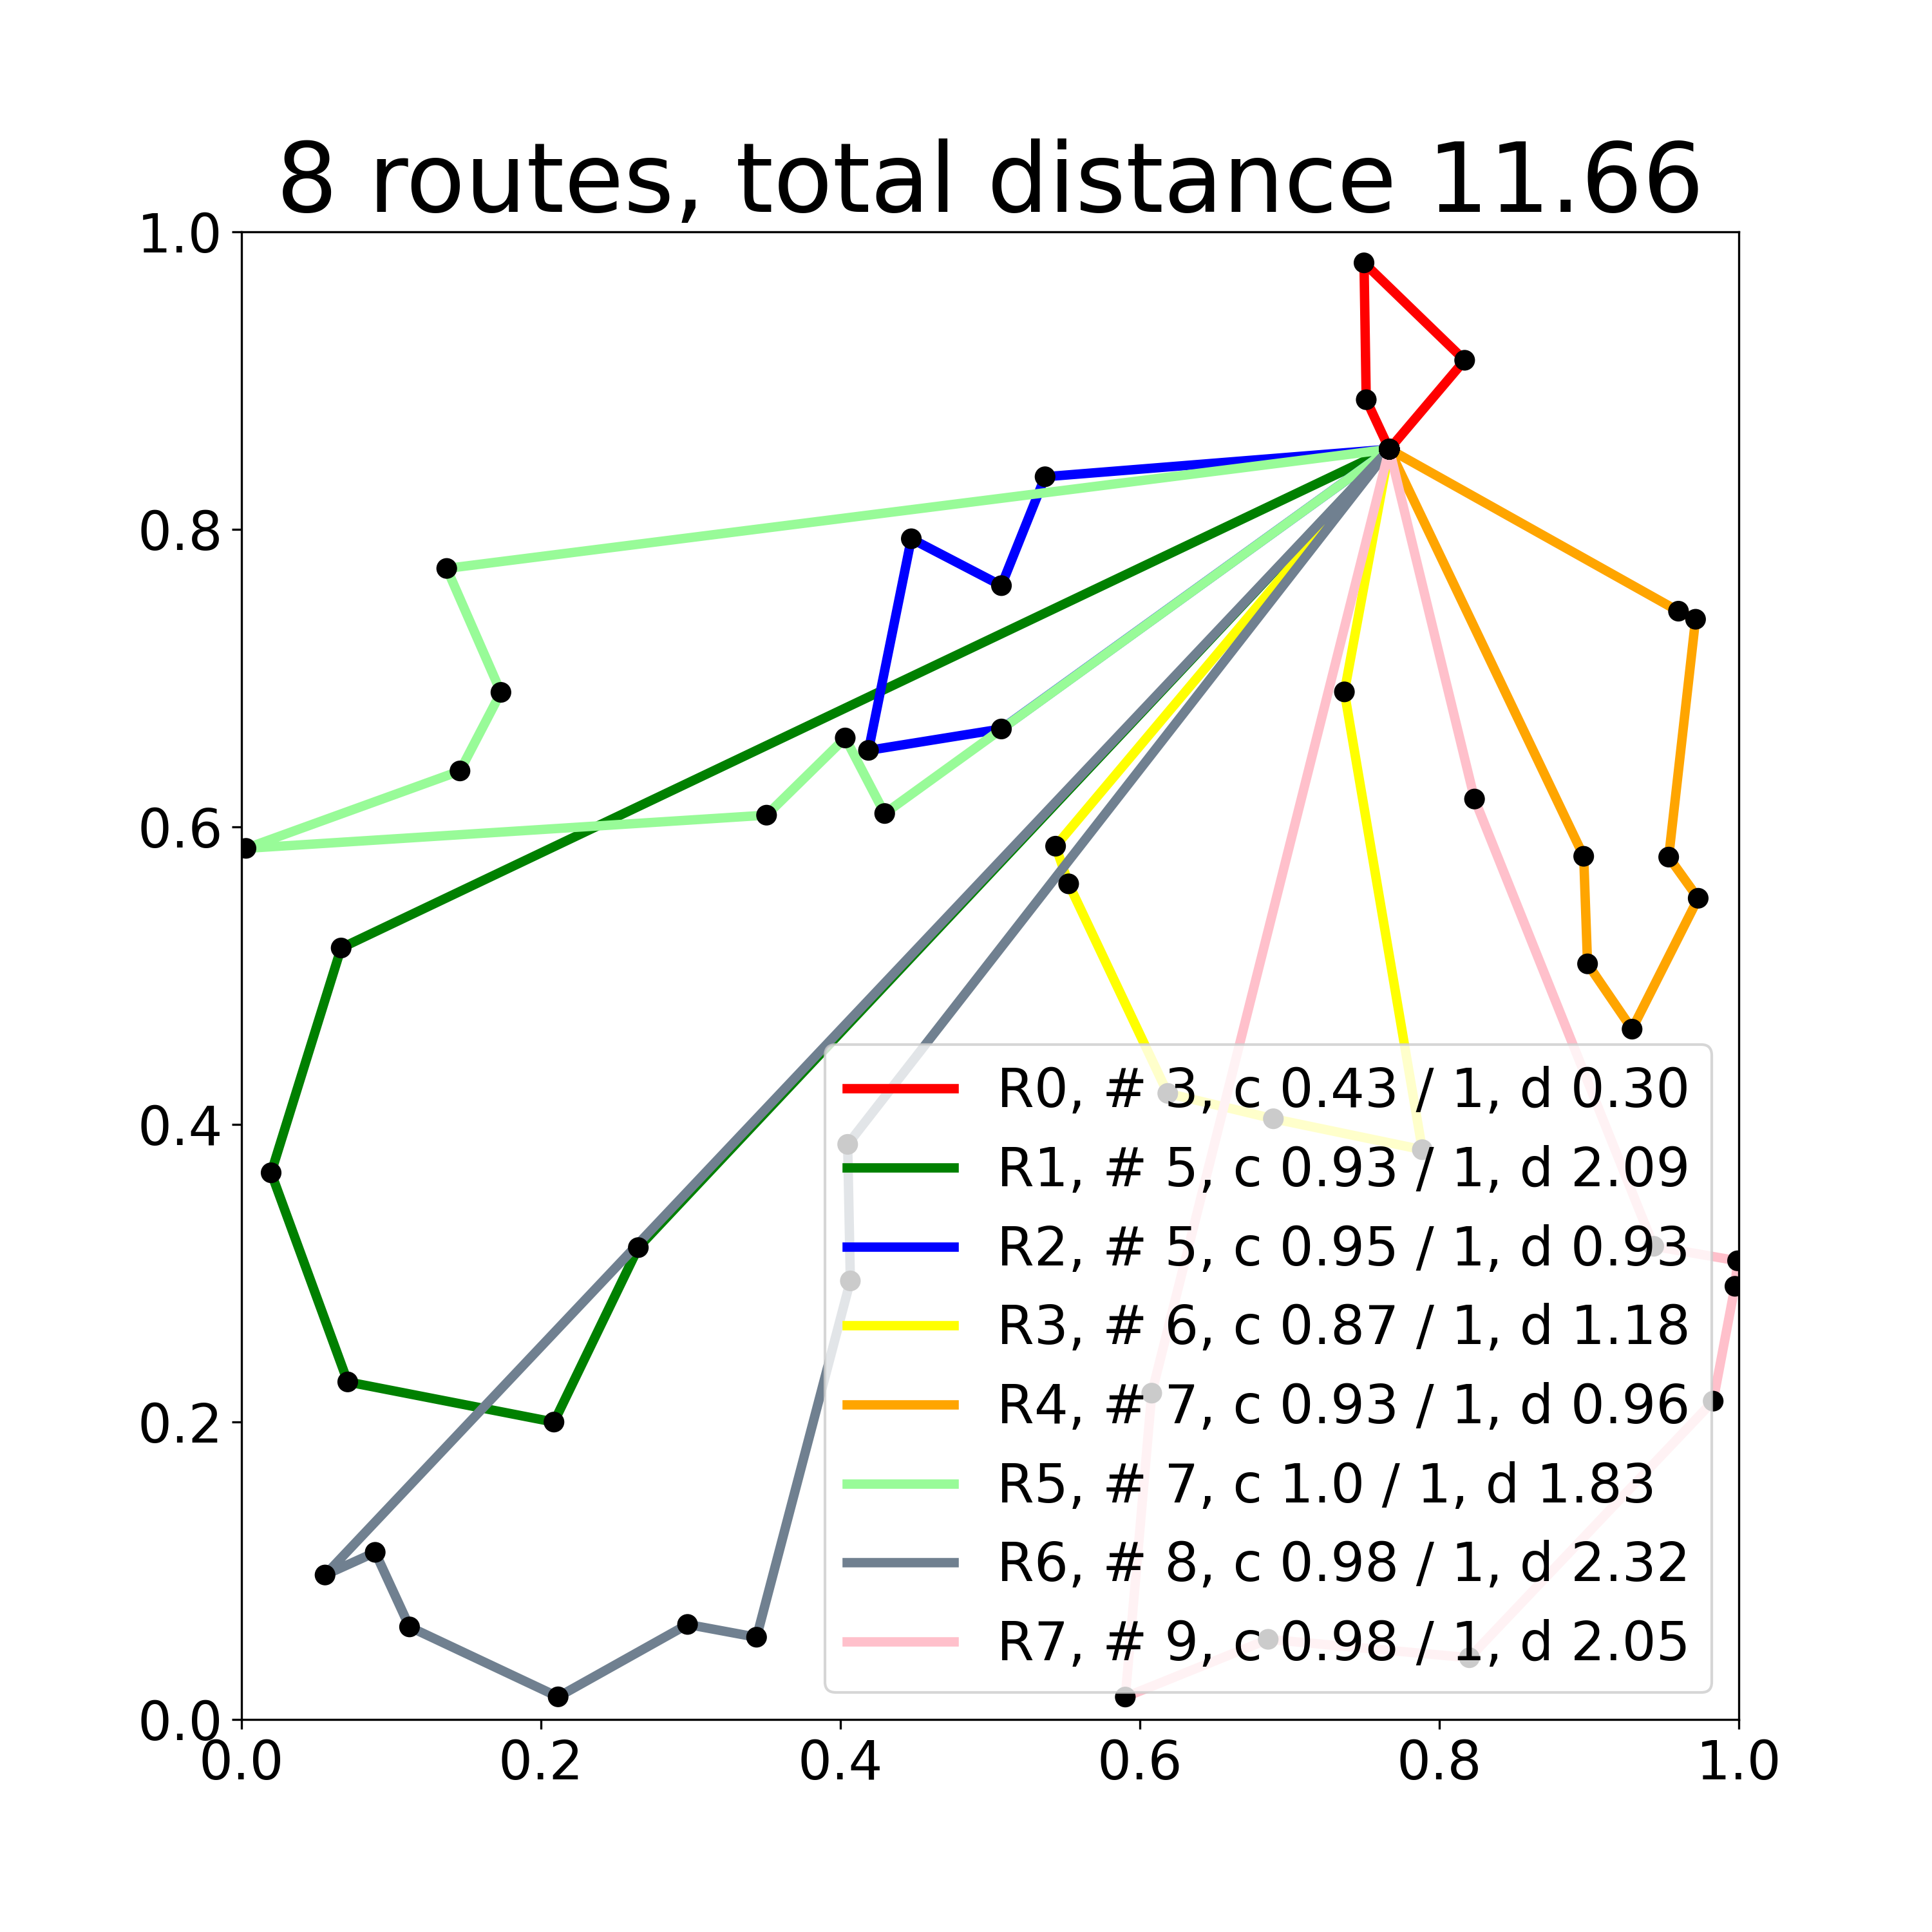 8 routes, total distance 11.66
1.0
0.8
0.6
0.4
0.2
0.0
R0, # 3, c 0.43 / 1, d 0.30
R1, # 5, c 0.93 / 1, d 2.09
R2, # 5, c 0.95 / 1, d 0.93
R3, # 6, c 0.87 / 1, d 1.18
R4, # 7, c 0.93 / 1, d 0.96
R5, # 7, c 1.0 / 1, d 1.83
R6, # 8, c 0.98 / 1, d 2.32
R7, # 9, c 0.98 / 1, d 2.05
0.0 0.2 0.4 0.6 0.8 1.0